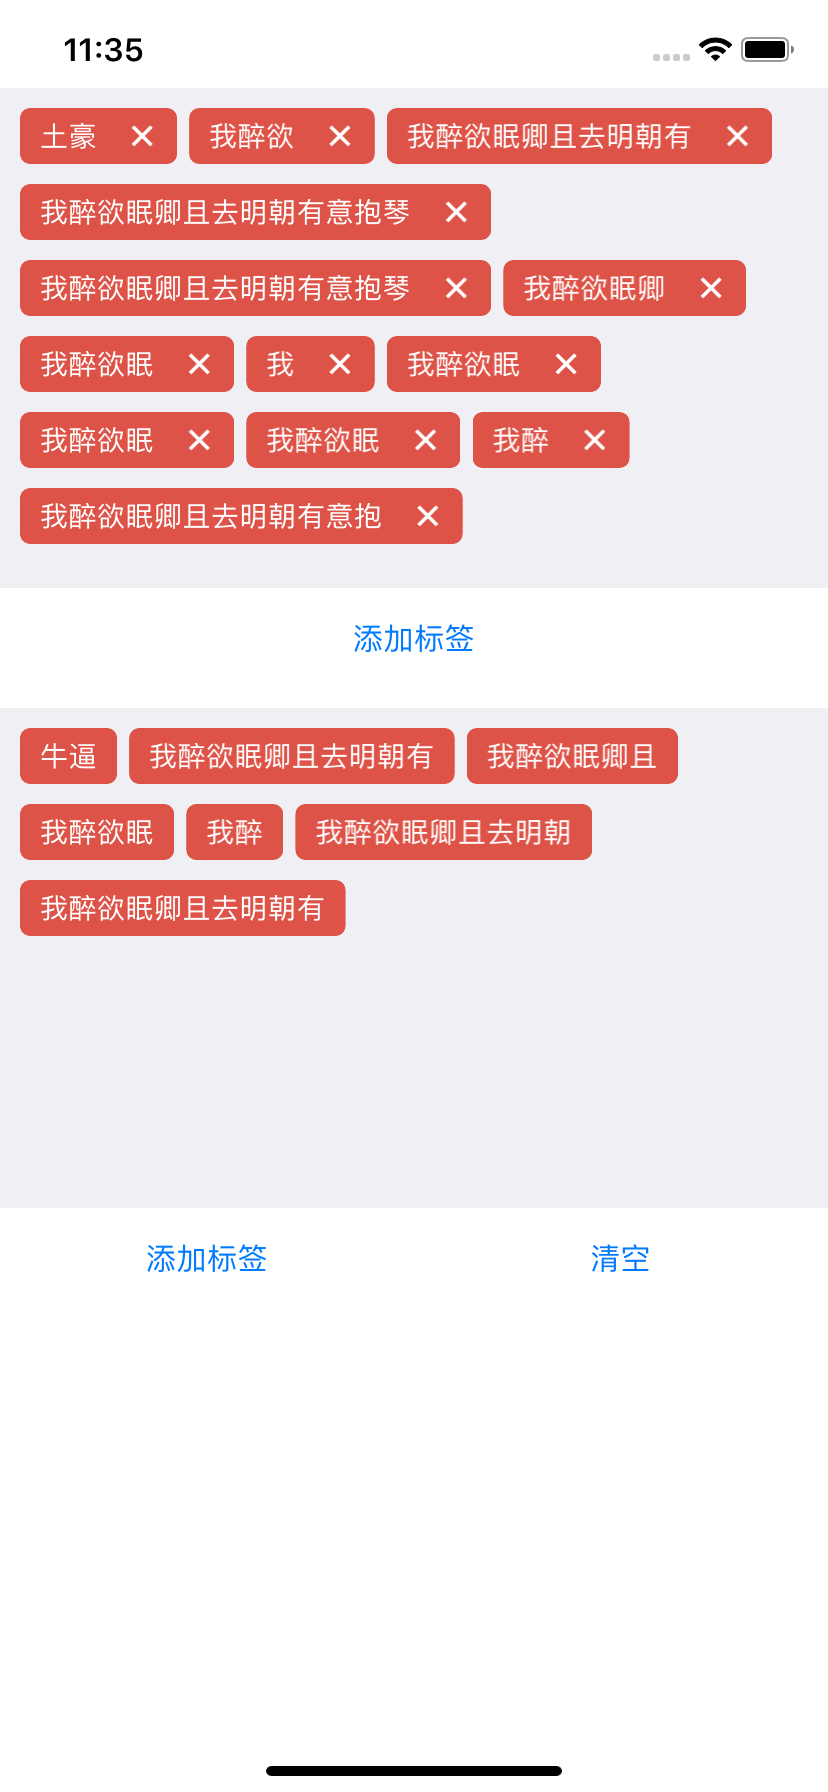 11:35
土豪 ✕ 我醉欲 ✕ 我醉欲眠卿且去明朝有 ✕
我醉欲眠卿且去明朝有意抱琴 ✕
我醉欲眠卿且去明朝有意抱琴 ✕ 我醉欲眠卿 ✕
我醉欲眠 ✕ 我 ✕ 我醉欲眠 ✕
我醉欲眠 ✕ 我醉欲眠 ✕ 我醉 ✕
我醉欲眠卿且去明朝有意抱 ✕
添加标签
牛逼 我醉欲眠卿且去明朝有 我醉欲眠卿且
我醉欲眠 我醉 我醉欲眠卿且去明朝
我醉欲眠卿且去明朝有
添加标签 清空